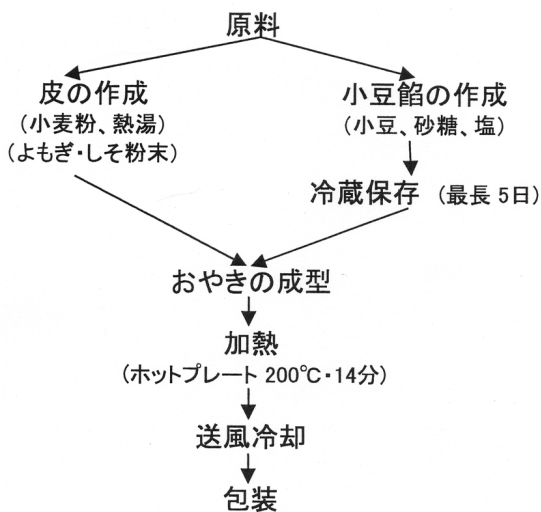 原料
皮の作成
(小麦粉、熱湯)
(よもぎ・しそ粉末)
小豆餡の作成
(小豆、砂糖、塩)
冷蔵保存 (最長 5日)
おやきの成型
加熱
(ホットプレート 200℃・14分)
送風冷却
包装